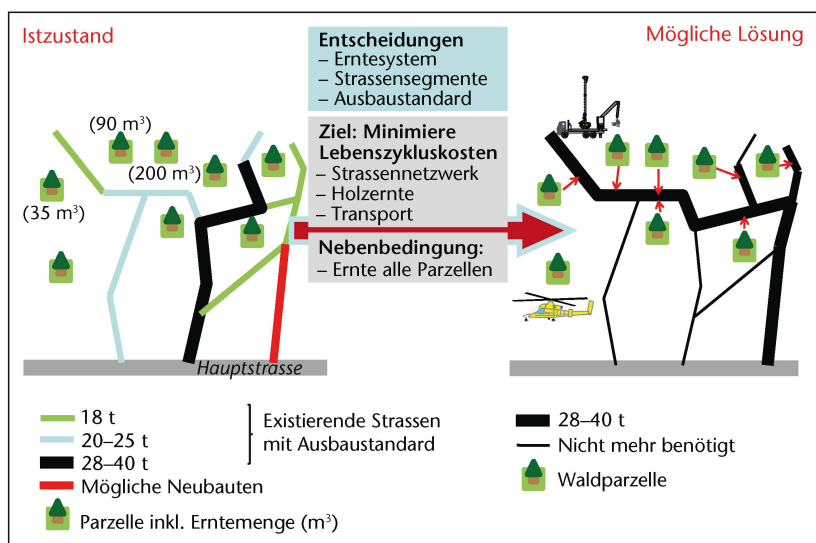 Istzustand
(90 m³)
(200 m³)
(35 m³)
Entscheidungen
– Erntesystem
– Strassensegmente
– Ausbaustandard
Ziel: Minimiere
Lebenszykluskosten
– Strassennetzwerk
– Holzernte
– Transport
Nebenbedingung:
– Ernte alle Parzellen
Mögliche Lösung
Hauptstrasse
18 t
20–25 t
28–40 t
Existierende Strassen
mit Ausbaustandard
Mögliche Neubauten
Parzelle inkl. Erntemenge (m³)
28–40 t
Nicht mehr benötigt
Waldparzelle